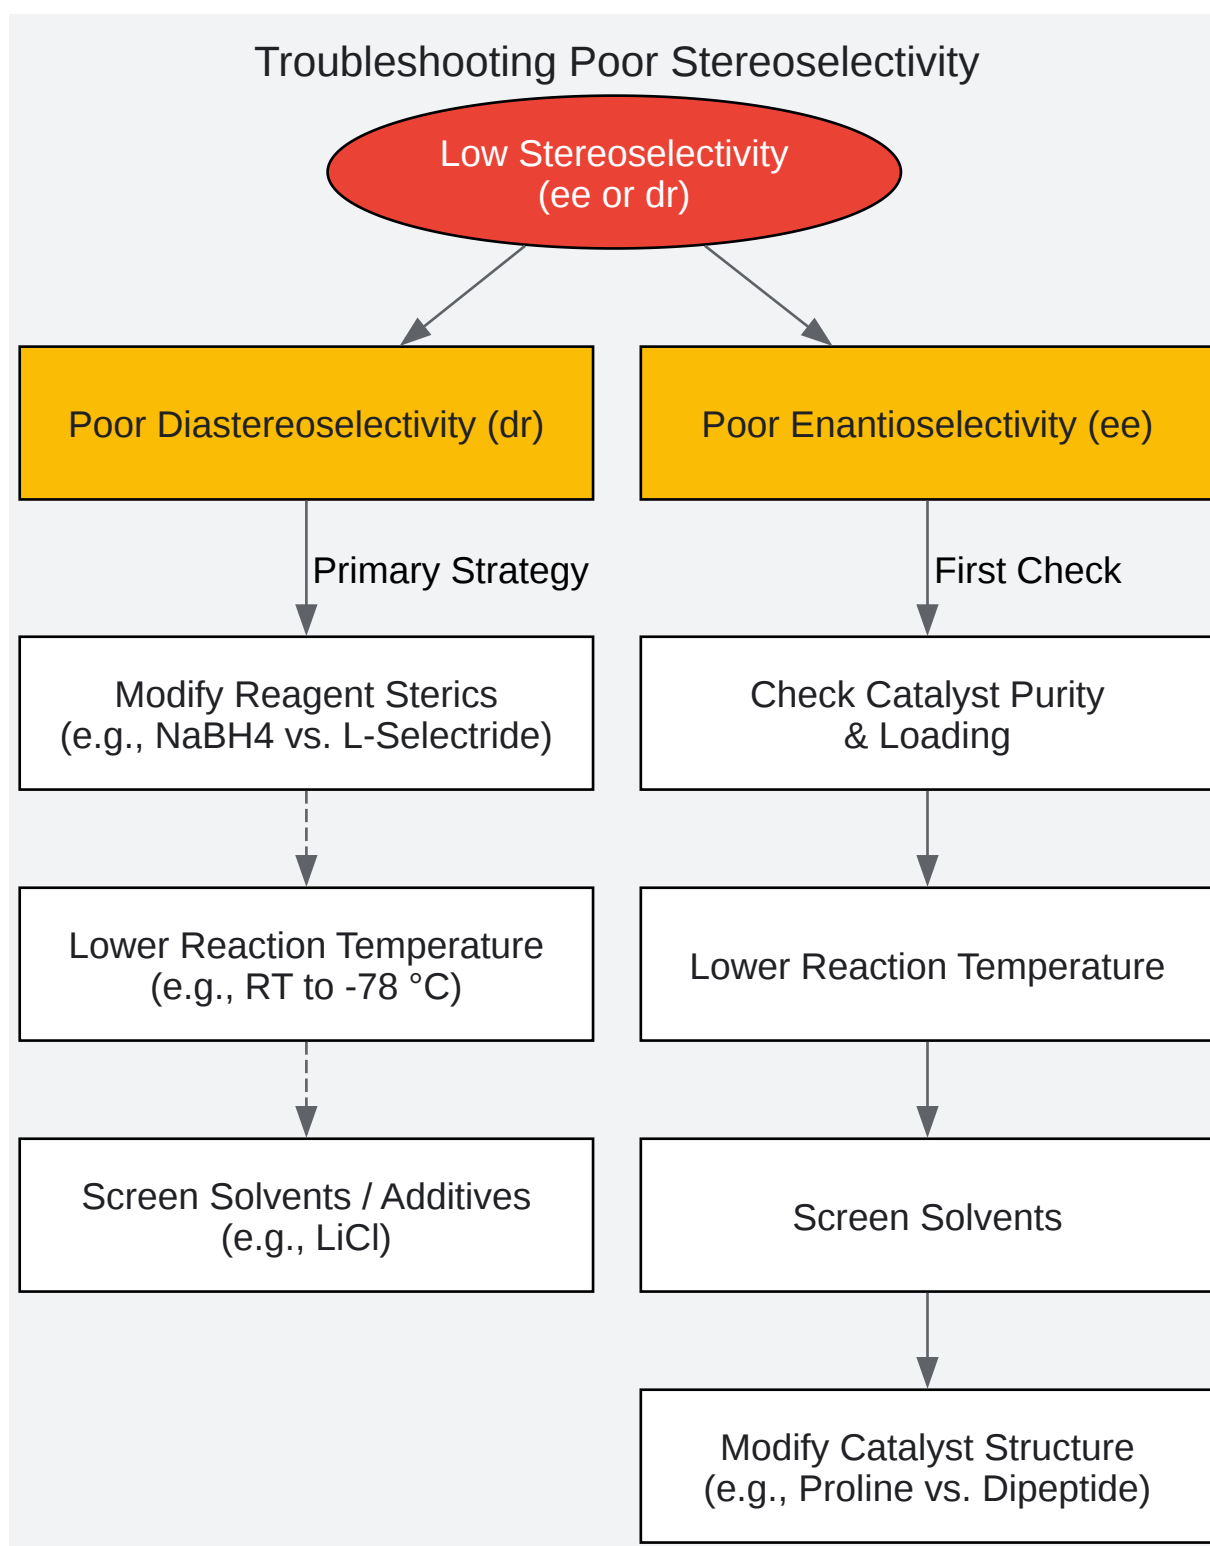 Troubleshooting Poor Stereoselectivity
Low Stereoselectivity
(ee or dr)
Poor Diastereoselectivity (dr)
Poor Enantioselectivity (ee)
Primary Strategy
First Check
Modify Reagent Sterics
(e.g., NaBH4 vs. L-Selectride)
Check Catalyst Purity
& Loading
Lower Reaction Temperature
(e.g., RT to -78 °C)
Lower Reaction Temperature
Screen Solvents / Additives
(e.g., LiCl)
Screen Solvents
Modify Catalyst Structure
(e.g., Proline vs. Dipeptide)